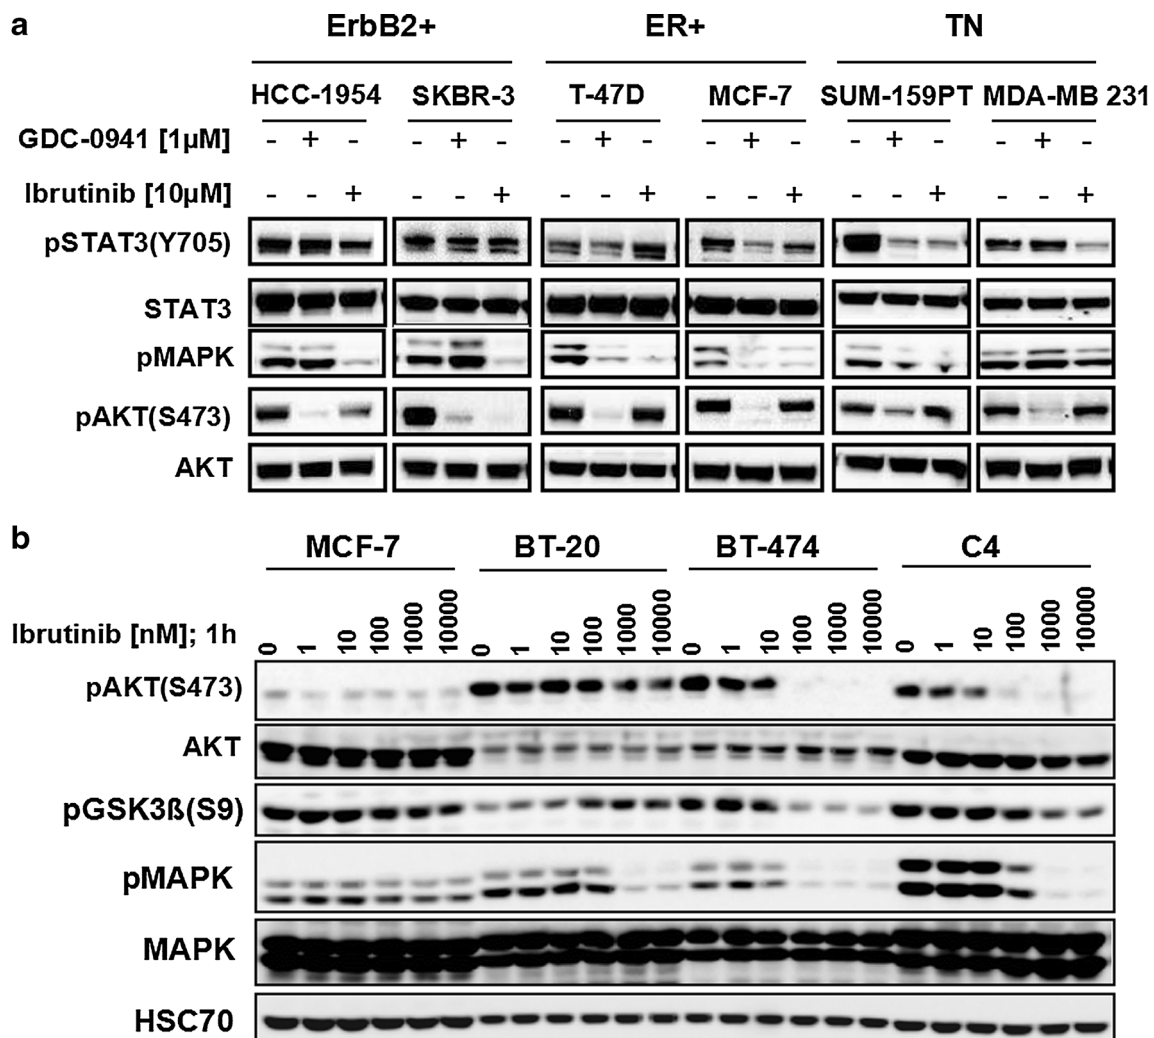 a
ErbB2+ ER+ TN
HCC-1954 SKBR-3 T-47D MCF-7 SUM-159PT MDA-MB 231
GDC-0941 [1µM] - + - - + - - + - - + - - + - - + -
Ibrutinib [10µM] - - + - - + - - + - - + - - + - - +
pSTAT3(Y705)
STAT3
pMAPK
pAKT(S473)
AKT
b
MCF-7 BT-20 BT-474 C4
Ibrutinib [nM]; 1h 0 1 10 100 1000 10000 0 1 10 100 1000 10000 0 1 10 100 1000 10000 0 1 10 100 1000 10000
pAKT(S473)
AKT
pGSK3ß(S9)
pMAPK
MAPK
HSC70